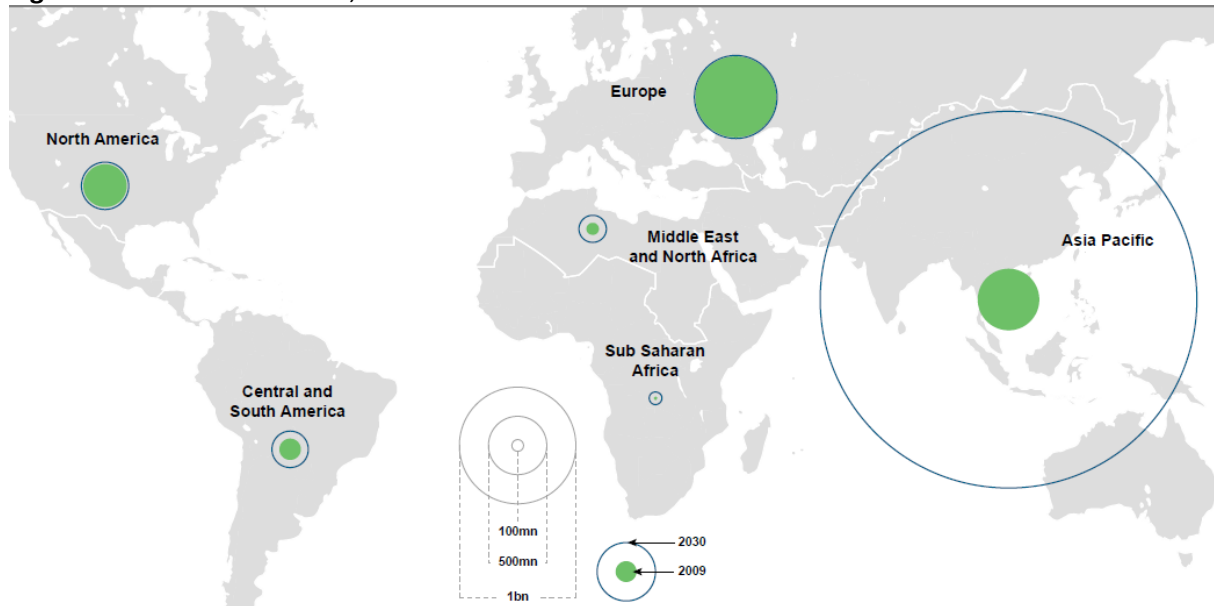 Europe
North America
Asia Pacific
Middle East
and North Africa
Sub Saharan
Africa
Central and
South America
100mn
500mn
1bn
2030
2009